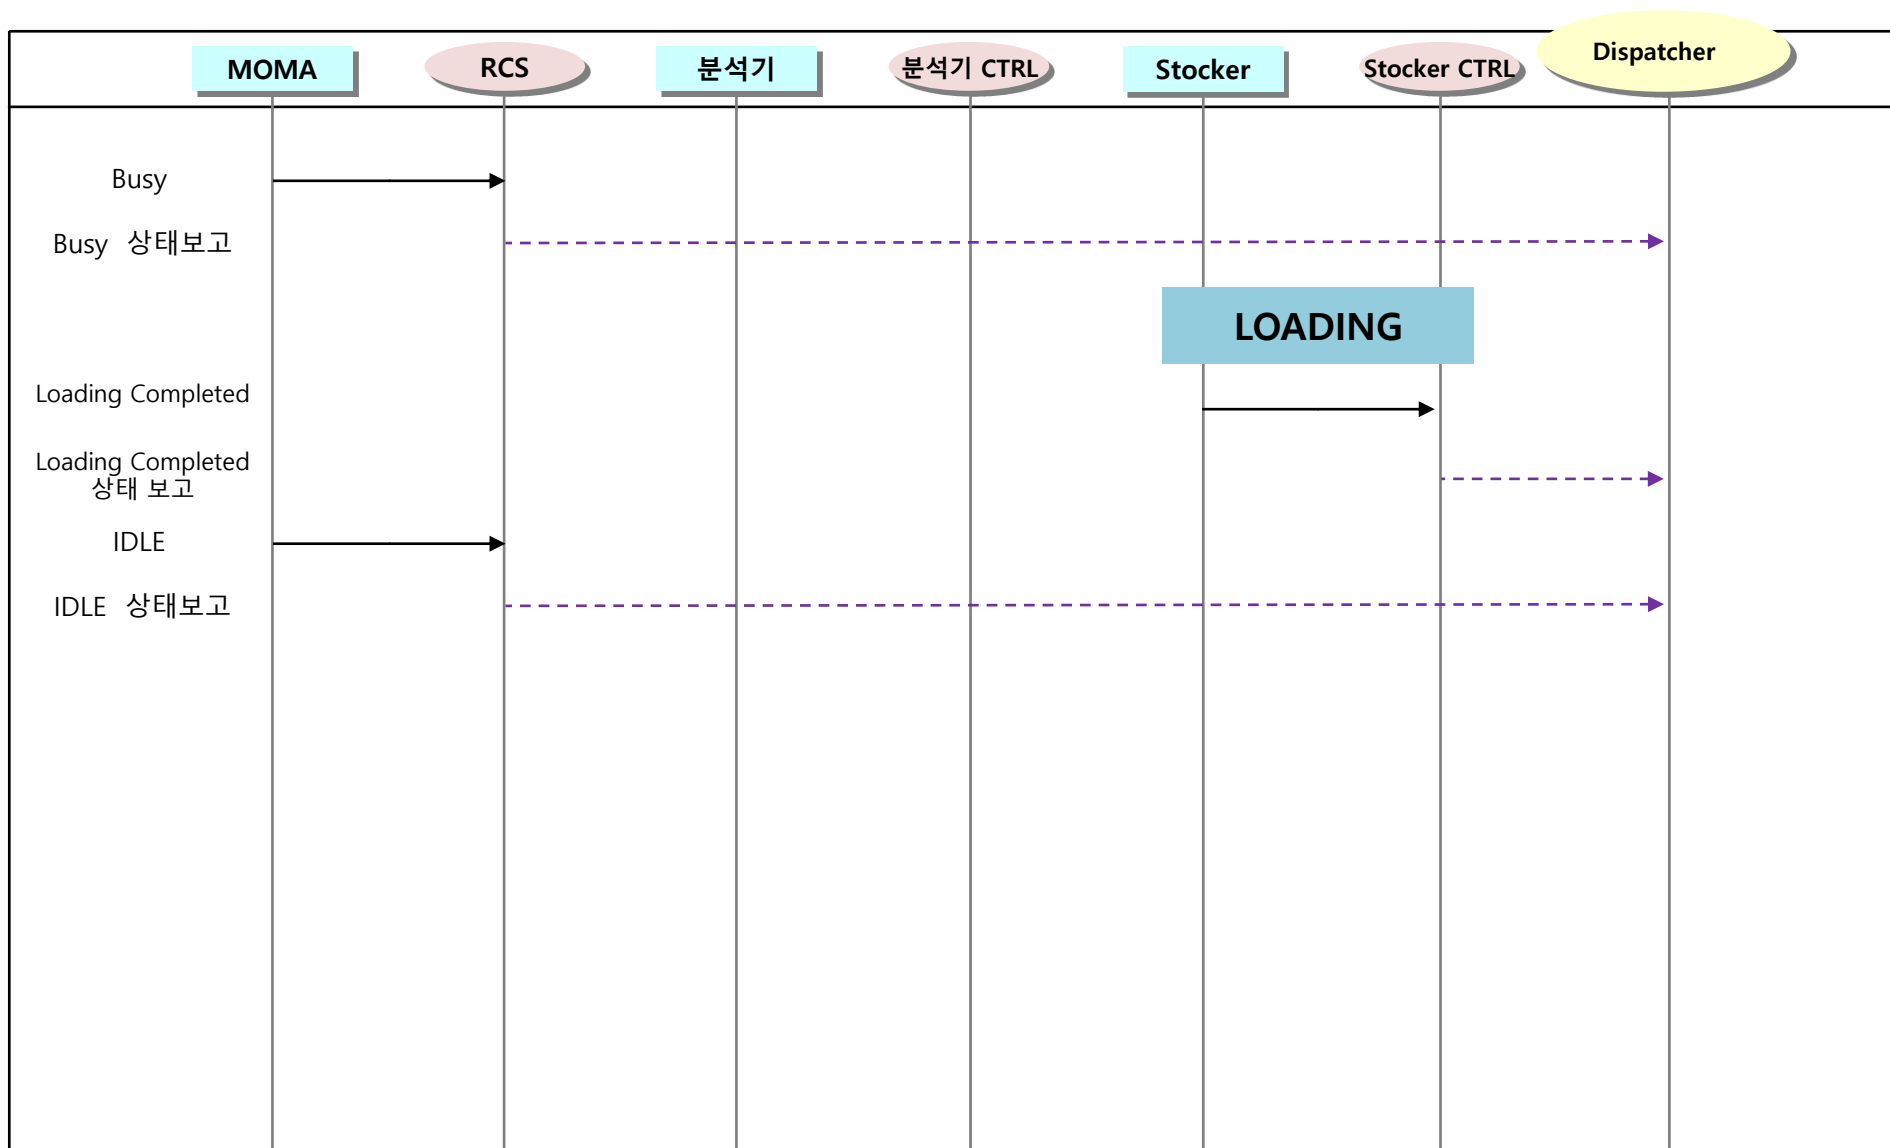 MOMA
RCS
분석기
분석기 CTRL
Stocker
Stocker CTRL
Dispatcher
Busy
Busy 상태보고
LOADING
Loading Completed
Loading Completed
상태 보고
IDLE
IDLE 상태보고